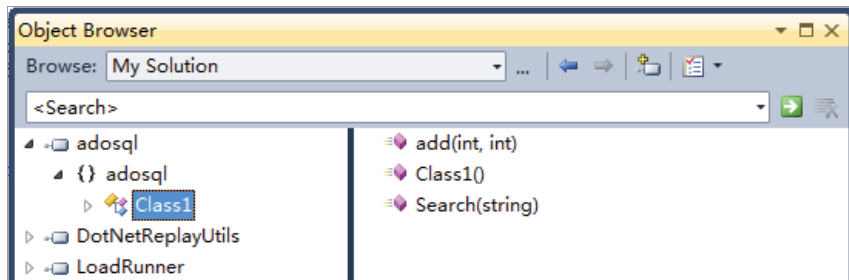 Object Browser
Browse: My Solution ...
<Search>
adosql
{} adosql
Class1
DotNetReplayUtils
LoadRunner
add(int, int)
Class1()
Search(string)